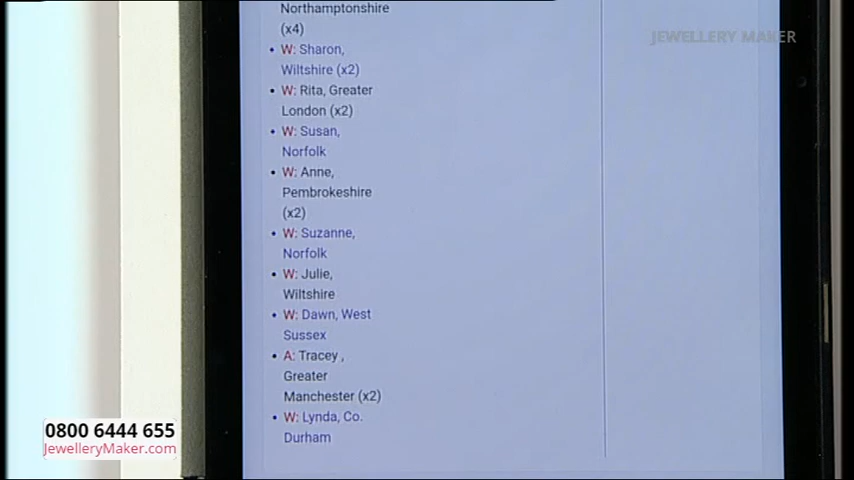 Northamptonshire
(x4)
JEWELLERY MAKER
• W: Sharon,
Wiltshire (x2)
• W: Rita, Greater
London (x2)
• W: Susan,
Norfolk
• W: Anne,
Pembrokeshire
(x2)
• W: Suzanne,
Norfolk
• W: Julie,
Wiltshire
• W: Dawn, West
Sussex
• A: Tracey ,
Greater
Manchester (x2)
• W: Lynda, Co.
Durham
0800 6444 655
JewelleryMaker.com